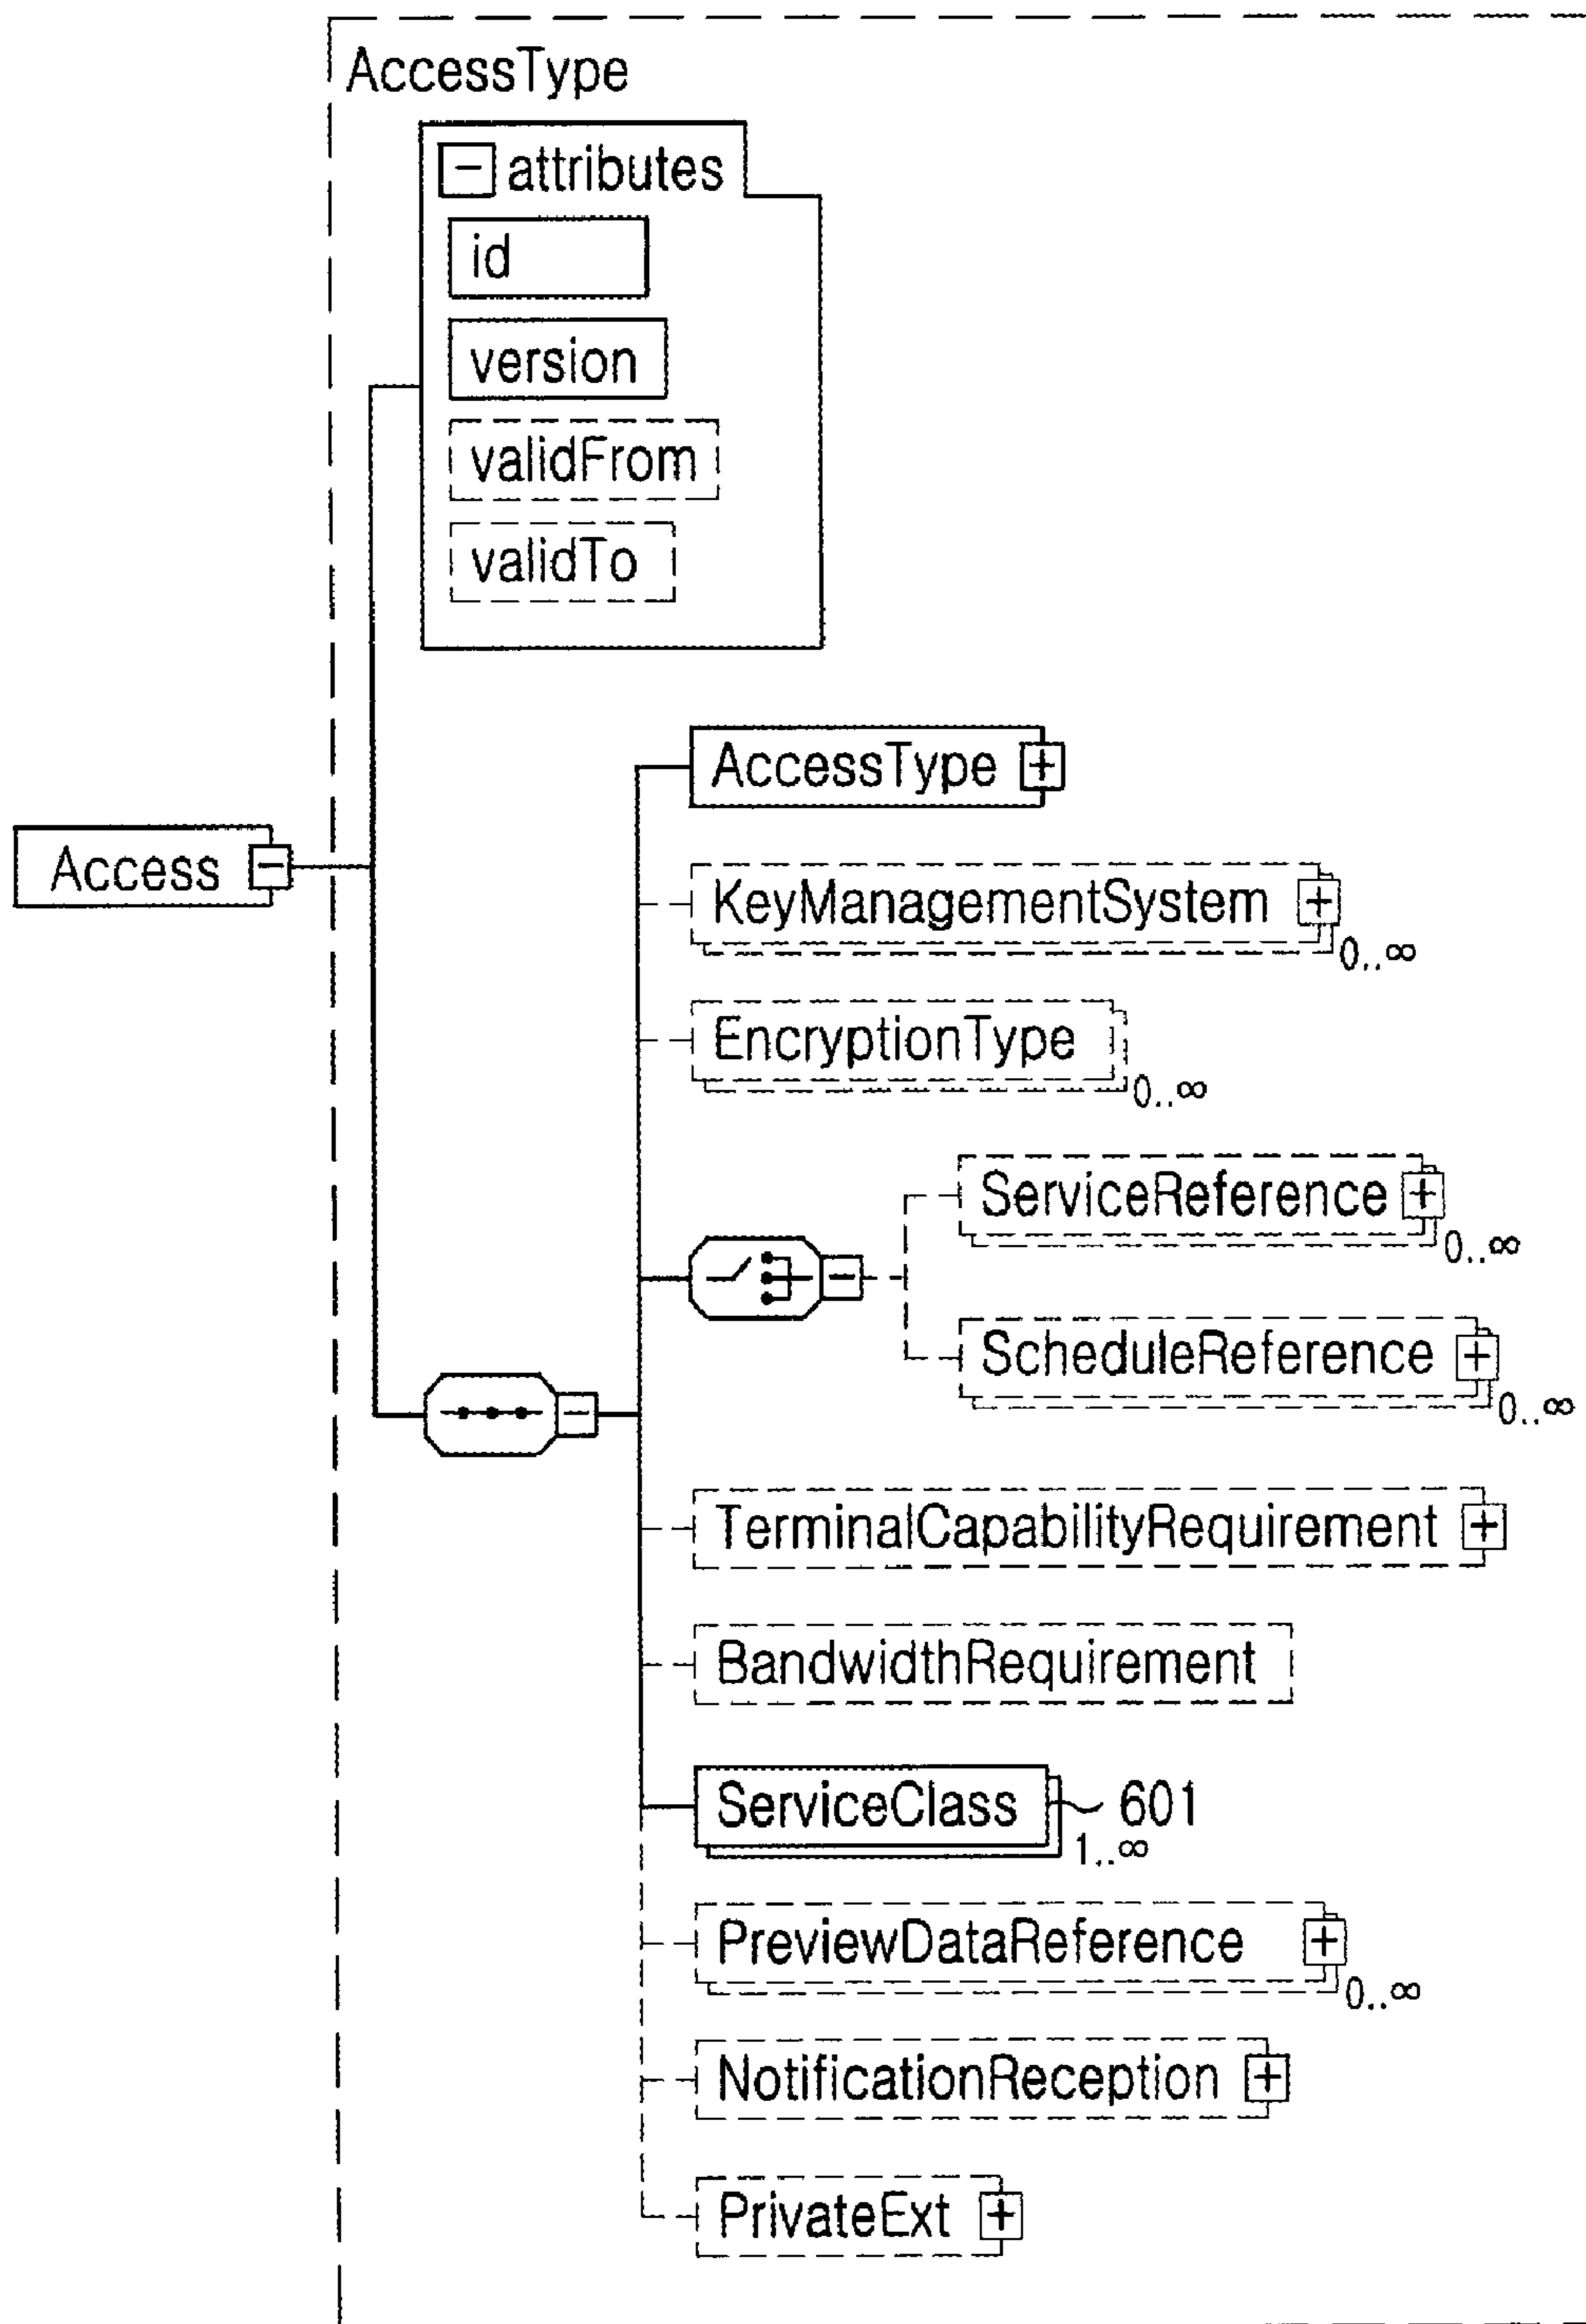 AccessType
attributes
id
version
validFrom
validTo
AccessType
Access
KeyManagementSystem
0..∞
EncryptionType
0..∞
ServiceReference
0..∞
ScheduleReference
0..∞
TerminalCapabilityRequirement
BandwidthRequirement
ServiceClass 601
1..∞
PreviewDataReference
0..∞
NotificationReception
PrivateExt